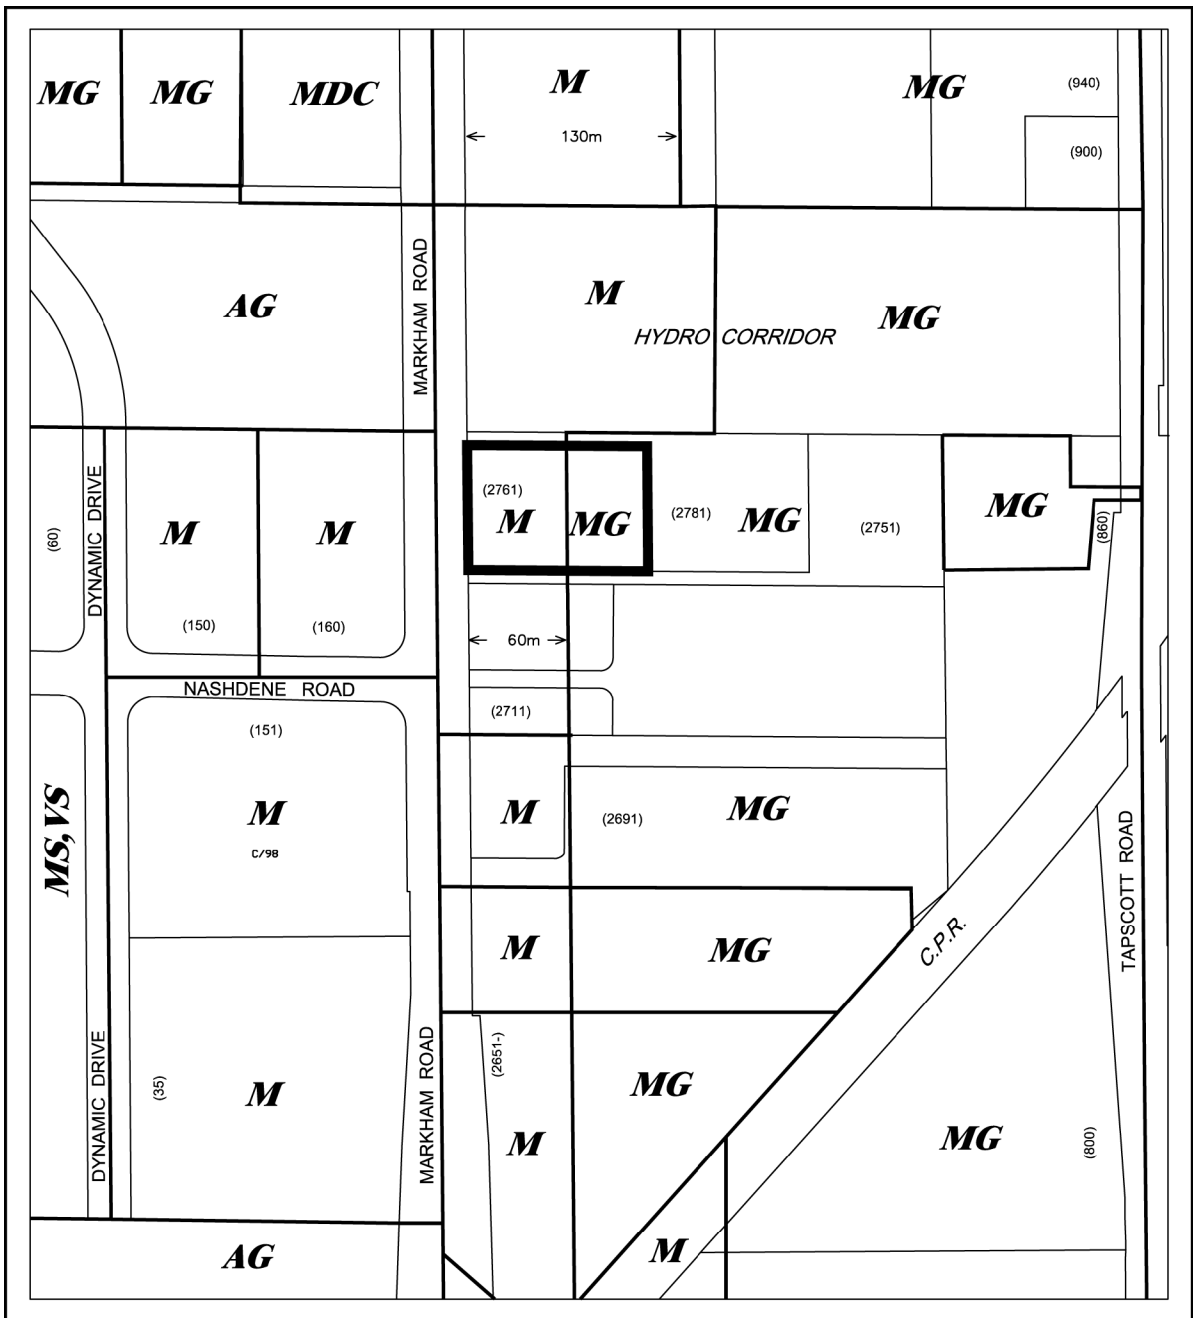 MG
MG
MDC
M
MG
(940)
130m
(900)
MARKHAM ROAD
AG
M
MG
HYDRO CORRIDOR
(60)
DYNAMIC DRIVE
M
M
(2761)
M
MG
(2781)
MG
(2751)
MG
(860)
(150)
(160)
60m
NASHDENE ROAD
(2711)
(151)
MS,VS
M
C/98
M
(2691)
MG
TAPSCOTT ROAD
M
MG
C.P.R.
DYNAMIC DRIVE
(35)
M
MARKHAM ROAD
(2651-)
MG
M
MG
(800)
AG
M